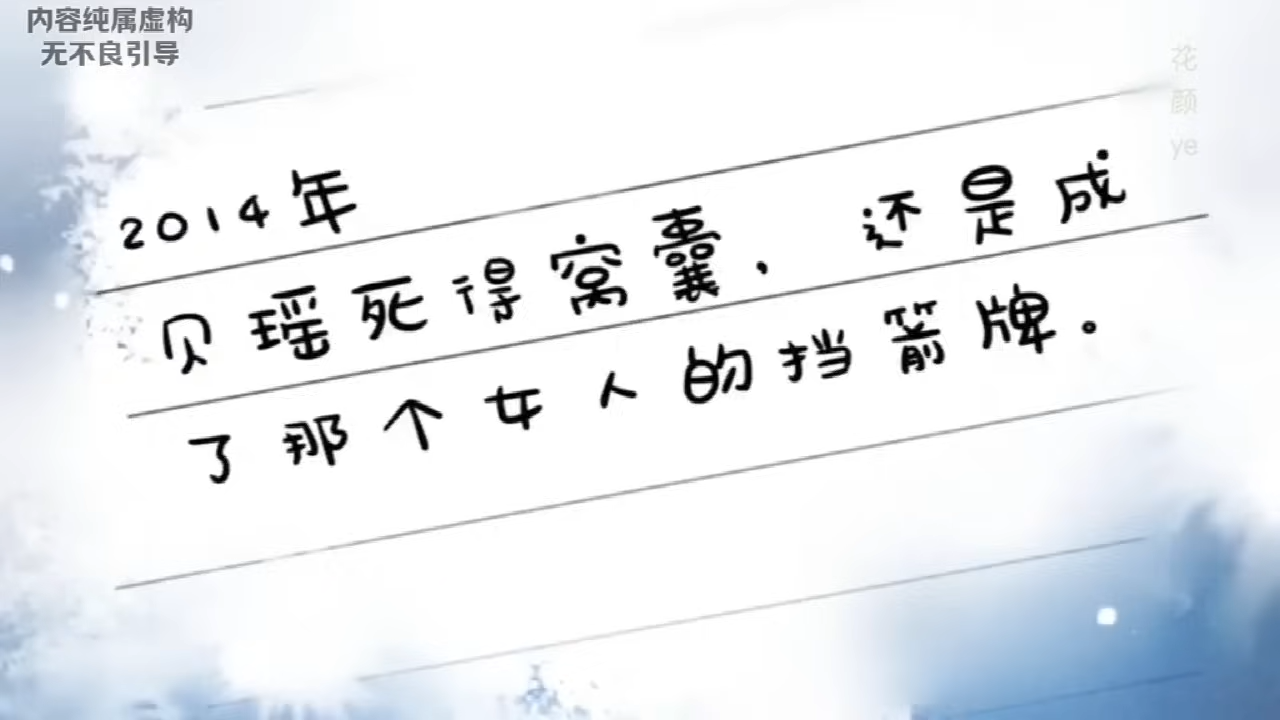 内容纯属虚构
无不良引导
花
颜
ye
2014年
贝瑶死得窝囊，还是成
了那个女人的挡箭牌。